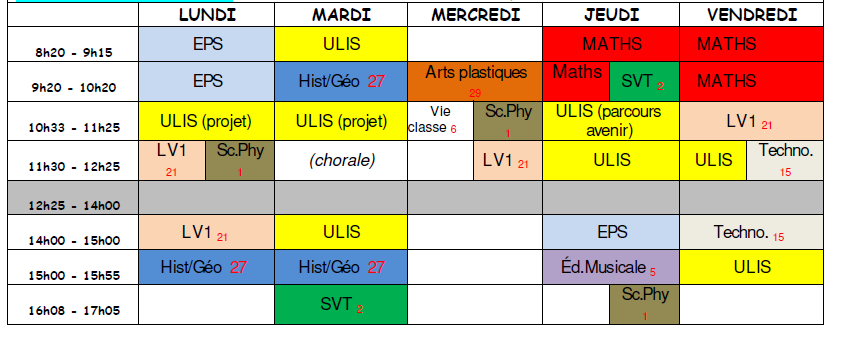 LUNDI MARDI MERCREDI JEUDI VENDREDI
8h20 - 9h15 EPS ULIS MATHS MATHS
9h20 - 10h20 EPS Hist/Géo 27 Arts plastiques 29 Maths SVT 2 MATHS
10h33 - 11h25 ULIS (projet) ULIS (projet) Vie classe 6 Sc.Phy 1 ULIS (parcours avenir) LV1 21
11h30 - 12h25 LV1 21 Sc.Phy 1 (chorale) LV1 21 ULIS ULIS Techno. 15
12h25 - 14h00
14h00 - 15h00 LV1 21 ULIS EPS Techno. 15
15h00 - 15h55 Hist/Géo 27 Hist/Géo 27 Éd.Musicale 5 ULIS
16h08 - 17h05 SVT 2 Sc.Phy 1